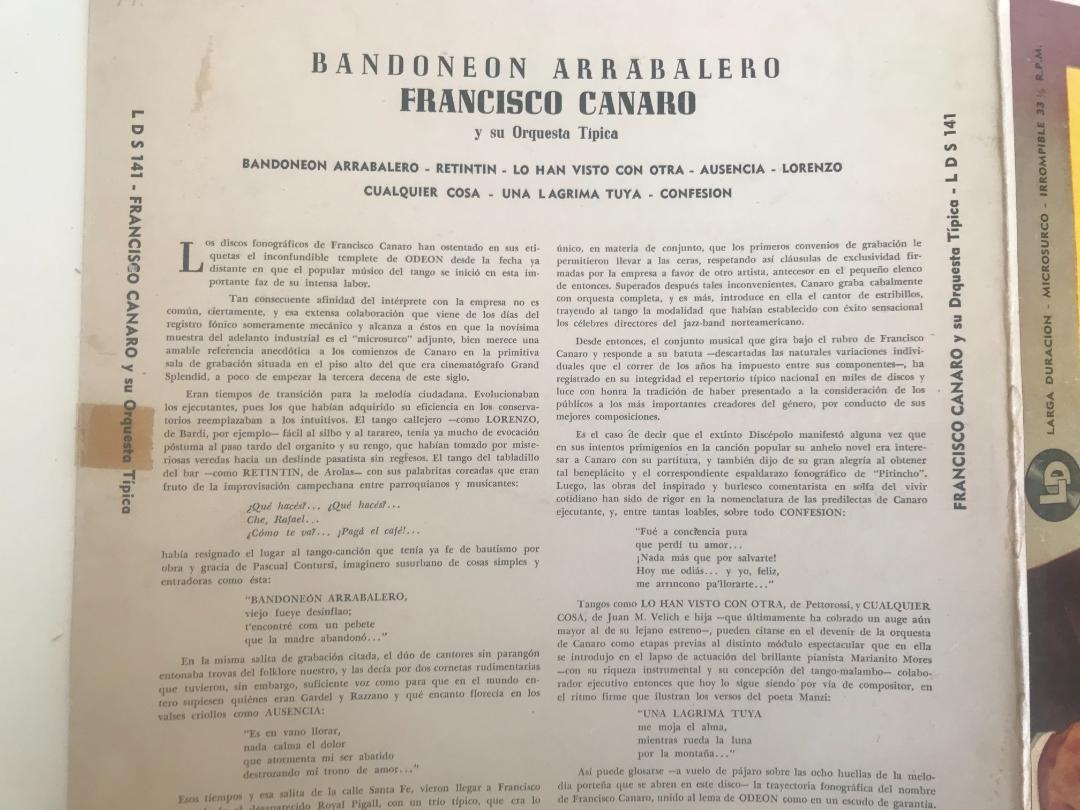 BANDOÑEON ARRABALERO
FRANCISCO CANARO
y su Orquesta Típica
BANDONEON ARRABALERO - RETINTIN - LO HAN VISTO CON OTRA - AUSENCIA - LORENZO
CUALQUIER COSA - UNA LAGRIMA TUYA - CONFESION
L D S 141 - FRANCISCO CANARO y su Orquesta Típica
Los discos fonográficos de Francisco Canaro han ostentado en sus eti-
quetas el inconfundible templete de ODEON desde la fecha ya
distante en que el popular músico del tango se inició en esta im-
portante faz de su intensa labor.
Tan consecuente afinidad del intérprete con la empresa no es
común, ciertamente, y esa extensa colaboración que viene de los días del
registro fónico someramente mecánico y alcanza a éstos en que la novísima
muestra del adelanto industrial es el "microsurco" adjunto, bien merece una
amable referencia anecdótica a los comienzos de Canaro en la primitiva
sala de grabación situada en el piso alto del que era cinematógrafo Grand
Splendid, a poco de empezar la tercera decena de este siglo.
Eran tiempos de transición para la melodía ciudadana. Evolucionaban
los ejecutantes, pues los que habían adquirido su eficiencia en los conserva-
torios reemplazaban a los intuitivos. El tango callejero —como LORENZO,
de Bardi, por ejemplo— fácil al silbo y al tarareo, tenía ya mucho de evocación
póstuma al paso tardo del organito y su rengo, que habían tomado por miste-
riosas veredas hacia un deslinde pasatista sin regresos. El tango del tabladillo
del bar —como RETINTIN, de Arolas— con sus palabritas coreadas que eran
fruto de la improvisación campechana entre parroquianos y musicantes:
¿Qué hacés?... ¿Qué hacés?...
Che, Rafael...
¿Cómo te va?... ¡Pagá el café!...
había resignado el lugar al tango-canción que tenía ya fe de bautismo por
obra y gracia de Pascual Contursi, imaginero susurbano de cosas simples y
entradoras como ésta:
"BANDONEÓN ARRABALERO,
viejo fueye desinflao;
t'encontré com un pebete
que la madre abandonó..."
En la misma salita de grabación citada, el dúo de cantores sin parangón
entonaba trovas del folklore nuestro, y las decía por dos cornetas rudimentarias
que tuvieron, sin embargo, suficiente voz como para que en el mundo en-
tero supiesen quiénes eran Gardel y Razzano y qué encanto florecía en los
valses criollos como AUSENCIA:
"Es en vano llorar,
nada calma el dolor
que atormenta mi ser abatido
destrozando mi trono de amor..."
Esos tiempos y esa salita de la calle Santa Fe, vieron llegar a Francisco
desaparecido Royal Pigall, con un trío típico, que era lo
único, en materia de conjunto, que los primeros convenios de grabación le
permitieron llevar a las ceras, respetando así cláusulas de exclusividad fir-
madas por la empresa a favor de otro artista, antecesor en el pequeño elenco
de entonces. Superados después tales inconvenientes, Canaro graba cabalmente
con orquesta completa, y es más, introduce en ella el cantor de estribillos,
trayendo al tango la modalidad que habían establecido con éxito sensacional
los célebres directores del jazz-band norteamericano.
Desde entonces, el conjunto musical que gira bajo el rubro de Francisco
Canaro y responde a su batuta —descartadas las naturales variaciones indivi-
duales que el correr de los años ha impuesto entre sus componentes—, ha
registrado en su integridad el repertorio típico nacional en miles de discos y
luce con honra la tradición de haber presentado a la consideración de los
públicos a los más importantes creadores del género, por conducto de sus
mejores composiciones.
Es el caso de decir que el extinto Discépolo manifestó alguna vez que
en sus intentos primigenios en la canción popular su anhelo novel era intere-
sar a Canaro con su partitura, y también dijo de su gran alegría al obtener
tal beneplácito y el correspondiente espaldarazo fonográfico de "Pirincho".
Luego, las obras del inspirado y burlesco comentarista en solfa del vivir
cotidiano han sido de rigor en la nomenclatura de las predilectas de Canaro
ejecutante, y, entre tantas loables, sobre todo CONFESION:
"Fué a conciencia pura
que perdí tu amor...
¡Nada más que por salvarte!
Hoy me odiás... y yo, feliz,
me arrincono pa'llorarte..."
Tangos como LO HAN VISTO CON OTRA, de Pettorossi, y CUALQUIER
COSA, de Juan M. Velich e hija —que últimamente ha cobrado un auge aún
mayor al de su lejano estreno—, pueden citarse en el devenir de la orquesta
de Canaro como etapas previas al distinto módulo espectacular que en ella
se introdujo en el lapso de actuación del brillante pianista Marianito Mores
—con su riqueza instrumental y su concepción del tango-malambo— colabo-
rador ejecutivo entonces que hoy lo sigue siendo por vía de compositor, en
el ritmo firme que ilustran los versos del poeta Manzi:
"UNA LAGRIMA TUYA
me moja el alma,
mientras rueda la luna
por la montaña..."
Así puede glosarse —a vuelo de pájaro sobre las ocho huellas de la melo-
día porteña que se abren en este disco— la trayectoria fonográfica del nombre
de Francisco Canaro, unido al lema de ODEON como en un escudo de garantía
FRANCISCO CANARO y su Orquesta Típica - L D S 141
LARGA DURACION - MICROSURCO - IRROMPIBLE 33 ⅓ R.P.M.
LD